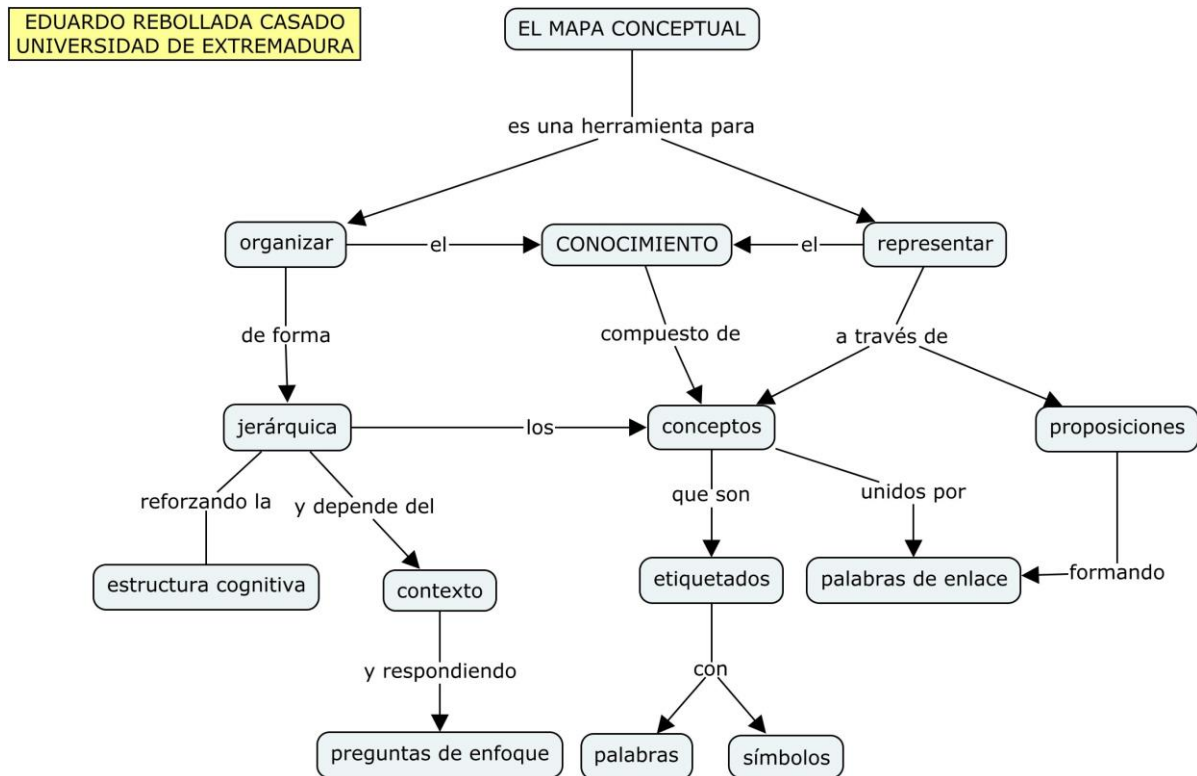 EDUARDO REBOLLADA CASADO
UNIVERSIDAD DE EXTREMADURA
EL MAPA CONCEPTUAL
es una herramienta para
organizar
el
CONOCIMIENTO
el
representar
de forma
compuesto de
a través de
jerárquica
los
conceptos
proposiciones
reforzando la
y depende del
que son
unidos por
estructura cognitiva
contexto
etiquetados
palabras de enlace
formando
y respondiendo
con
preguntas de enfoque
palabras
símbolos